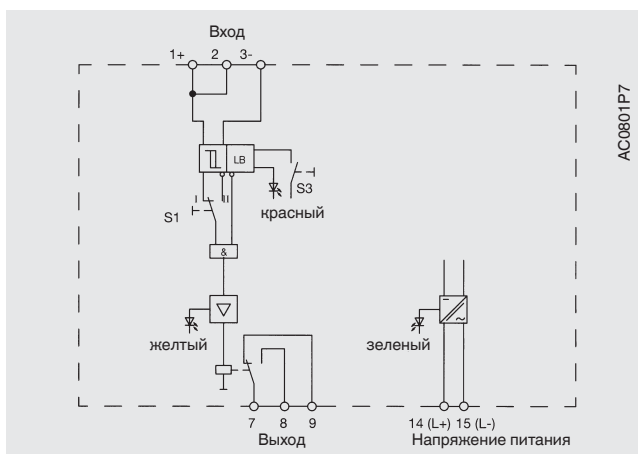 Вход
1+ 2 3-
AC0801P7
LB
S3
I II
красный
S1
&
желтый
зеленый
7 8 9
14 (L+) 15 (L-)
Выход
Напряжение питания